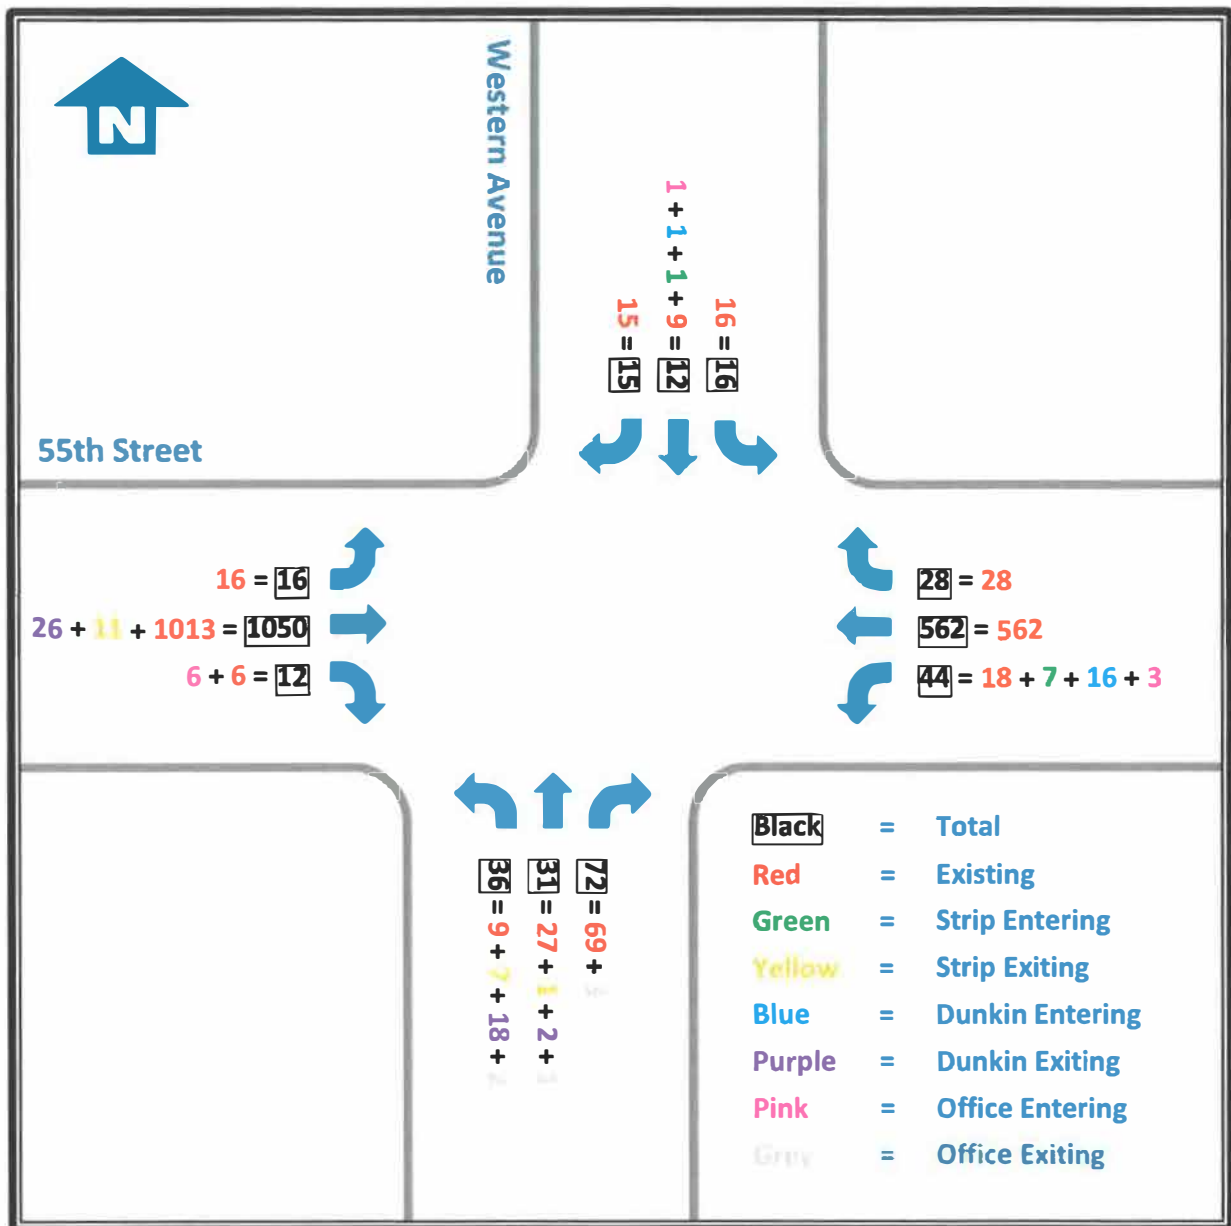 N
Western Avenue
1 + 1 + 1 + 9 = 12
15 = 15
16 = 16
55th Street
16 = 16
26 + 11 + 1013 = 1050
6 + 6 = 12
28 = 28
562 = 562
44 = 18 + 7 + 16 + 3
36 = 9 + 7 + 18 +
31 = 27 + + 2 +
72 = 69 +
Black = Total
Red = Existing
Green = Strip Entering
Yellow = Strip Exiting
Blue = Dunkin Entering
Purple = Dunkin Exiting
Pink = Office Entering
Grey = Office Exiting